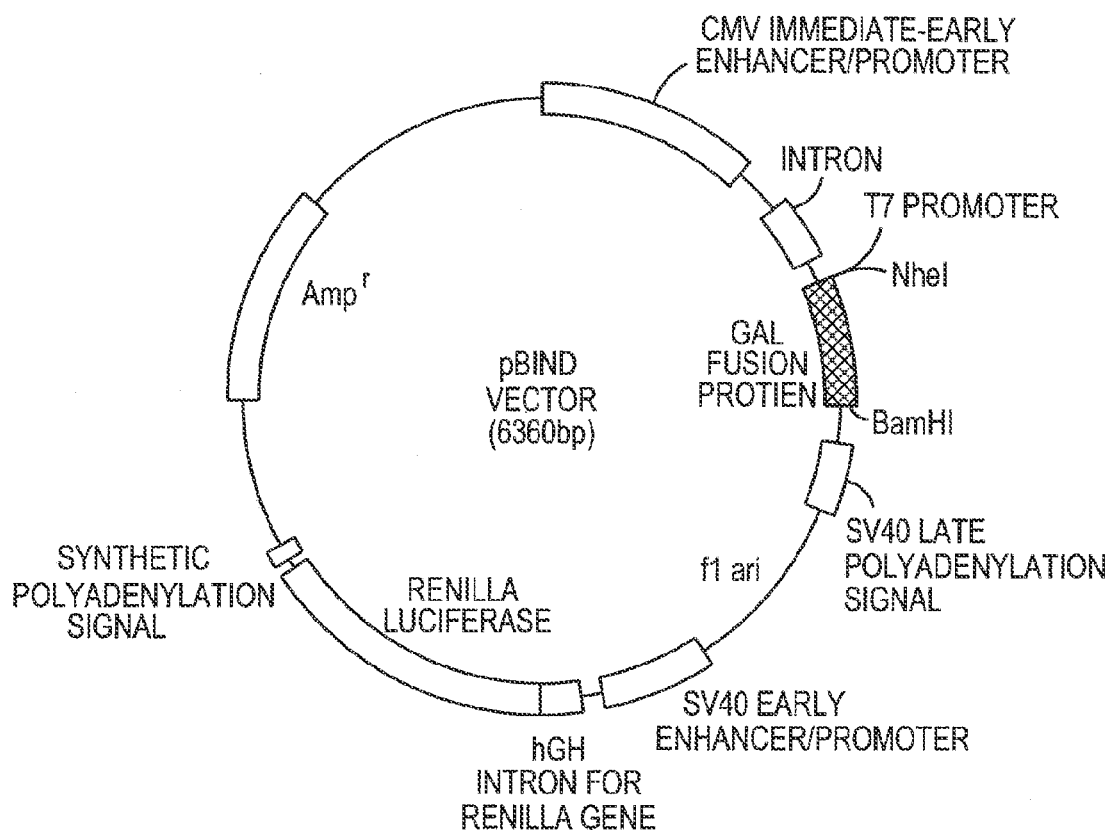 CMV IMMEDIATE-EARLY
ENHANCER/PROMOTER
INTRON
T7 PROMOTER
NheI
GAL
FUSION
PROTIEN
BamHI
SV40 LATE
POLYADENYLATION
SIGNAL
f1 ari
SV40 EARLY
ENHANCER/PROMOTER
hGH
INTRON FOR
RENILLA GENE
RENILLA
LUCIFERASE
SYNTHETIC
POLYADENYLATION
SIGNAL
Amp r
pBIND
VECTOR
(6360bp)